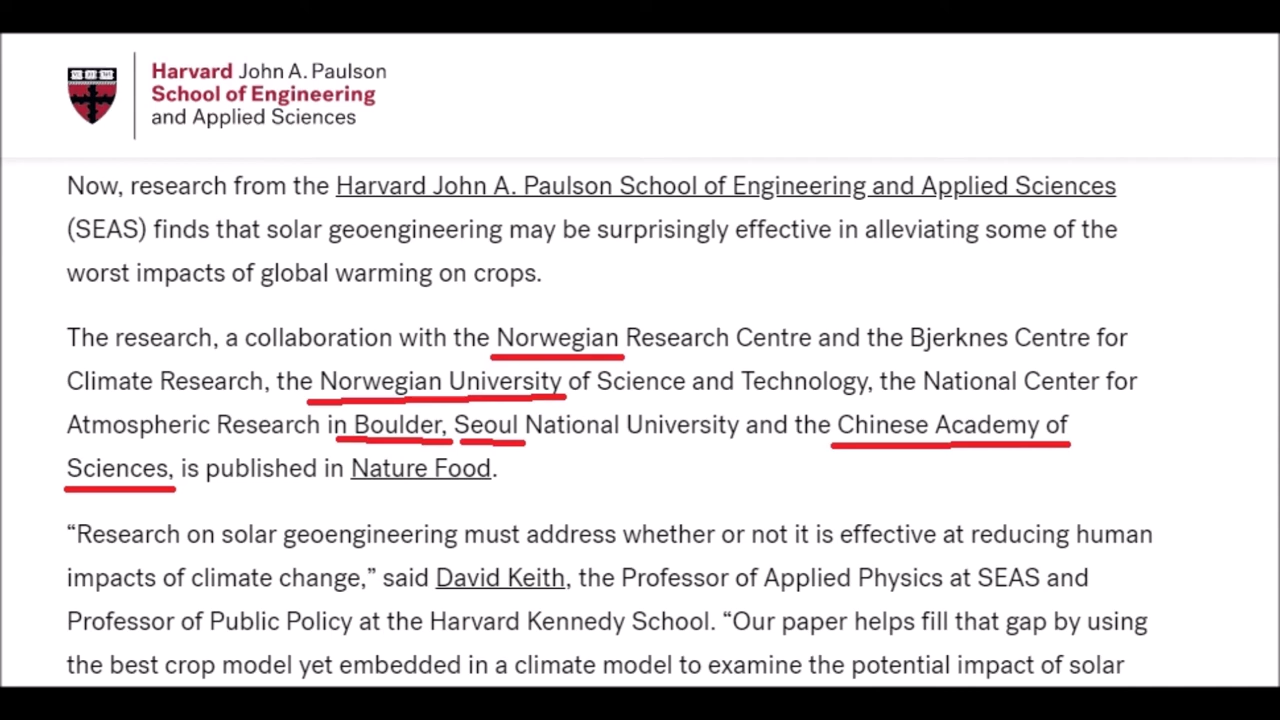 Harvard John A. Paulson
School of Engineering
and Applied Sciences
Now, research from the Harvard John A. Paulson School of Engineering and Applied Sciences
(SEAS) finds that solar geoengineering may be surprisingly effective in alleviating some of the
worst impacts of global warming on crops.
The research, a collaboration with the Norwegian Research Centre and the Bjerknes Centre for
Climate Research, the Norwegian University of Science and Technology, the National Center for
Atmospheric Research in Boulder, Seoul National University and the Chinese Academy of
Sciences, is published in Nature Food.
“Research on solar geoengineering must address whether or not it is effective at reducing human
impacts of climate change,” said David Keith, the Professor of Applied Physics at SEAS and
Professor of Public Policy at the Harvard Kennedy School. “Our paper helps fill that gap by using
the best crop model yet embedded in a climate model to examine the potential impact of solar